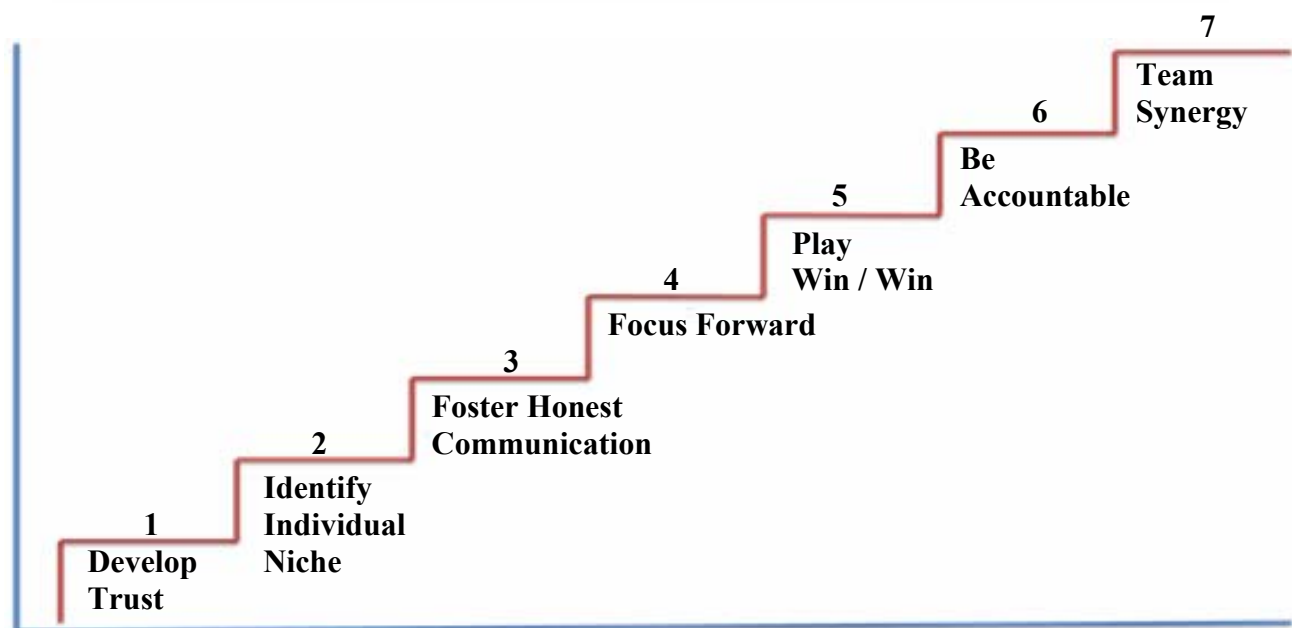 7
Team
Synergy
6
Be
Accountable
5
Play
Win / Win
4
Focus Forward
3
Foster Honest
Communication
2
Identify
Individual
Niche
1
Develop
Trust